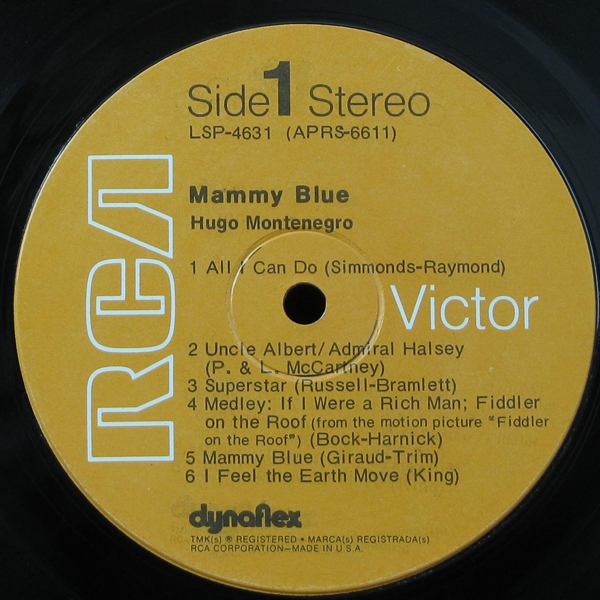 Side 1 Stereo
LSP-4631 (APRS-6611)
RCA
Mammy Blue
Hugo Montenegro
1 All I Can Do (Simmonds-Raymond)
Victor
2 Uncle Albert/Admiral Halsey
(P. & L. McCartney)
3 Superstar (Russell-Bramlett)
4 Medley: If I Were a Rich Man; Fiddler
on the Roof (from the motion picture "Fiddler
on the Roof") (Bock-Harnick)
5 Mammy Blue (Giraud-Trim)
6 I Feel the Earth Move (King)
dynaflex
TMK(s) ® REGISTERED • MARCA(s) REGISTRADA(s)
RCA CORPORATION—MADE IN U.S.A.